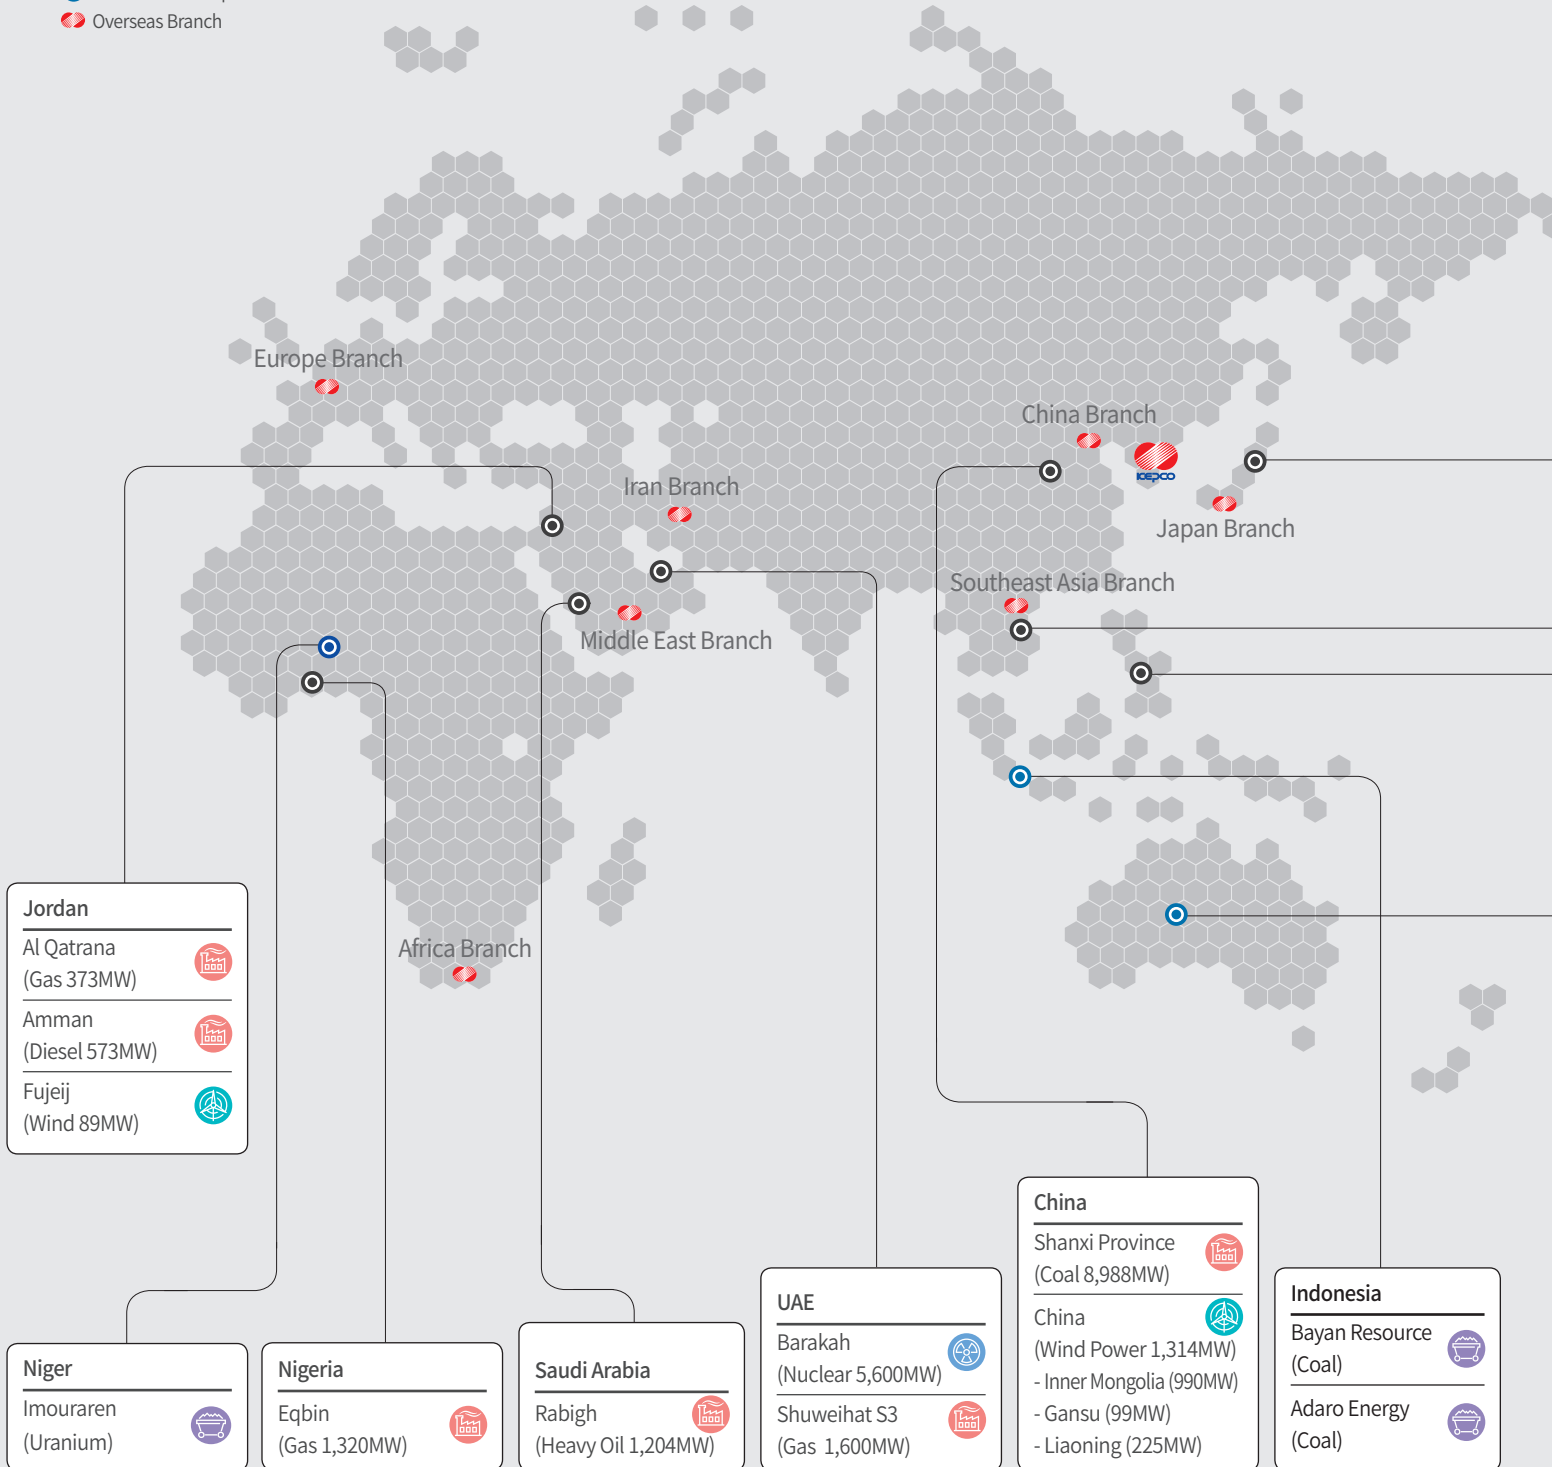 Overseas Branch
Europe Branch
China Branch
KEPCO
Iran Branch
Japan Branch
Southeast Asia Branch
Middle East Branch
Africa Branch
Jordan
Al Qatrana
(Gas 373MW)
Amman
(Diesel 573MW)
Fujeij
(Wind 89MW)
Niger
Imouraren
(Uranium)
Nigeria
Eqbin
(Gas 1,320MW)
Saudi Arabia
Rabigh
(Heavy Oil 1,204MW)
UAE
Barakah
(Nuclear 5,600MW)
Shuweihat S3
(Gas 1,600MW)
China
Shanxi Province
(Coal 8,988MW)
China
(Wind Power 1,314MW)
- Inner Mongolia (990MW)
- Gansu (99MW)
- Liaoning (225MW)
Indonesia
Bayan Resource
(Coal)
Adaro Energy
(Coal)